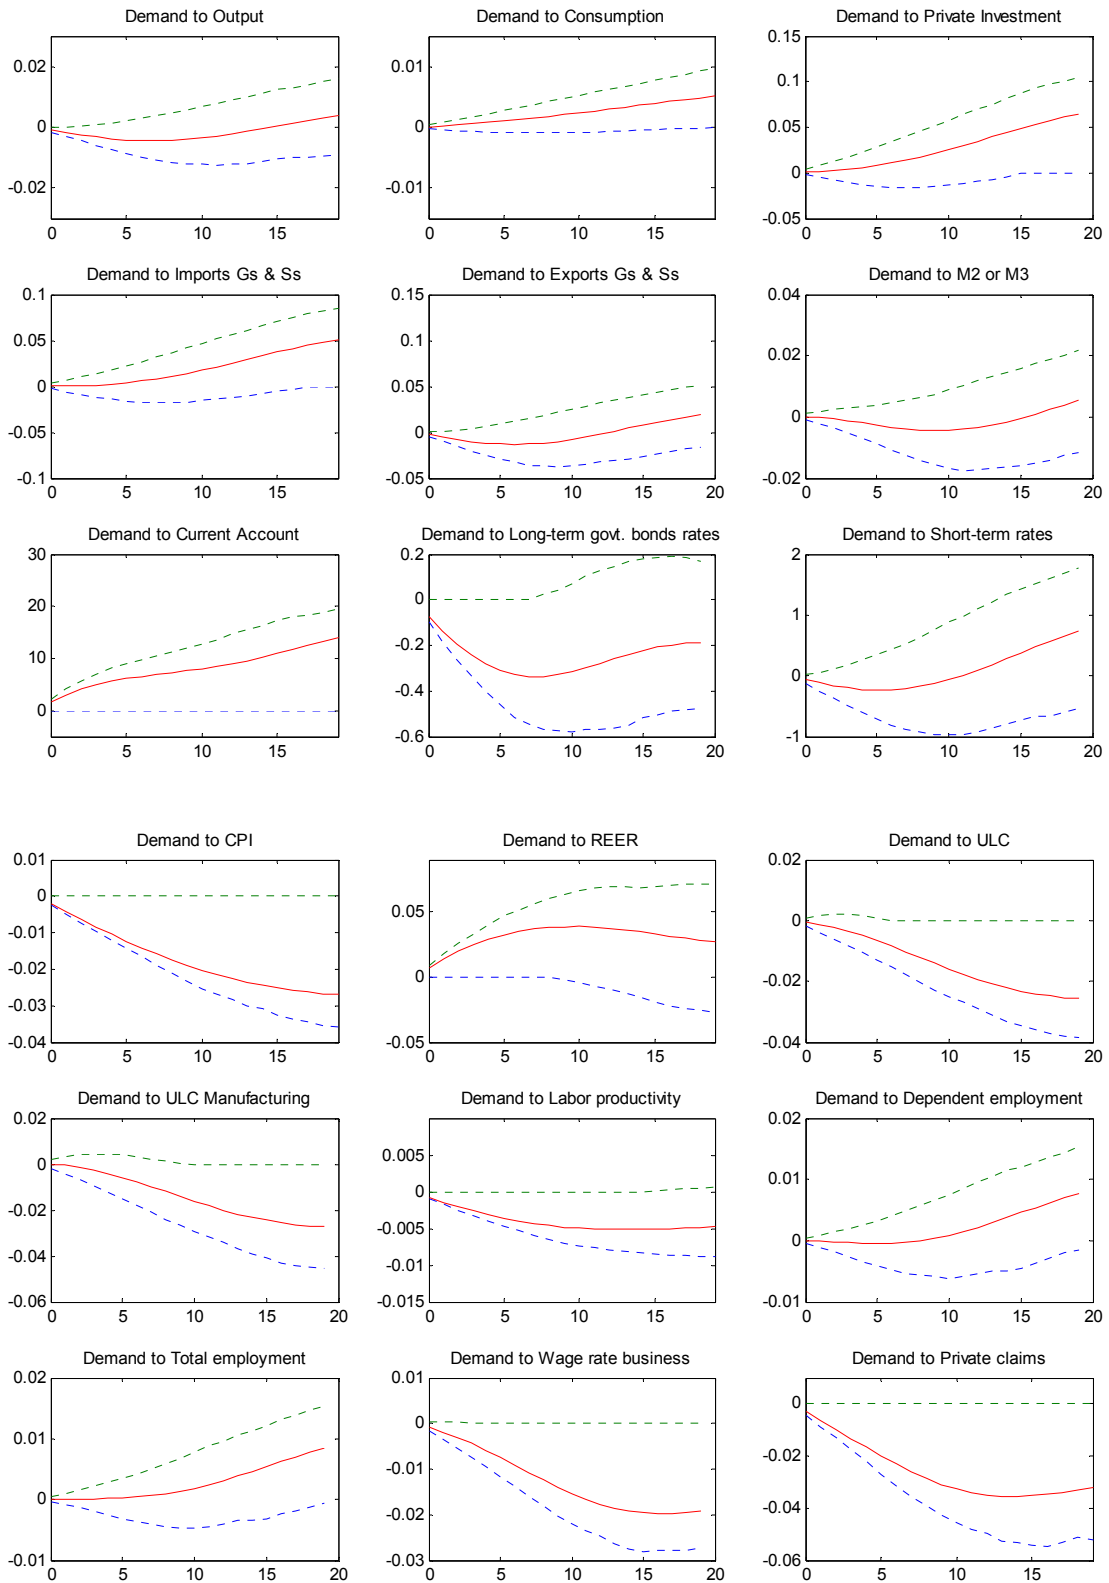 Demand to Output Demand to Consumption Demand to Private Investment
0.02 0.01 0.15
0 0 0.1
-0.02 -0.01 0.05
0
-0.05
0 5 10 15 0 5 10 15 0 5 10 15 20
Demand to Imports Gs & Ss Demand to Exports Gs & Ss Demand to M2 or M3
0.1 0.15 0.04
0.05 0.1 0.02
0 0.05 0
-0.05 0 -0.02
-0.1 -0.05
0 5 10 15 0 5 10 15 20 0 5 10 15 20
Demand to Current Account Demand to Long-term govt. bonds rates Demand to Short-term rates
30 0.2 2
20 0 1
10 -0.2 0
0 -0.4 -1
-0.6
0 5 10 15 0 5 10 15 20 0 5 10 15 20
Demand to CPI Demand to REER Demand to ULC
0.01 0.05 0.02
0 0 0
-0.01 -0.05 -0.02
-0.02 -0.04
-0.03
-0.04
0 5 10 15 0 5 10 15 0 5 10 15 20
Demand to ULC Manufacturing Demand to Labor productivity Demand to Dependent employment
0.02 0.005 0.02
0 0 0.01
-0.02 -0.005 0
-0.04 -0.01 -0.01
-0.06 -0.015
0 5 10 15 20 0 5 10 15 0 5 10 15 20
Demand to Total employment Demand to Wage rate business Demand to Private claims
0.02 0.01 0
0.01 0 -0.02
0 -0.01 -0.04
-0.01 -0.02 -0.06
-0.03
0 5 10 15 20 0 5 10 15 20 0 5 10 15